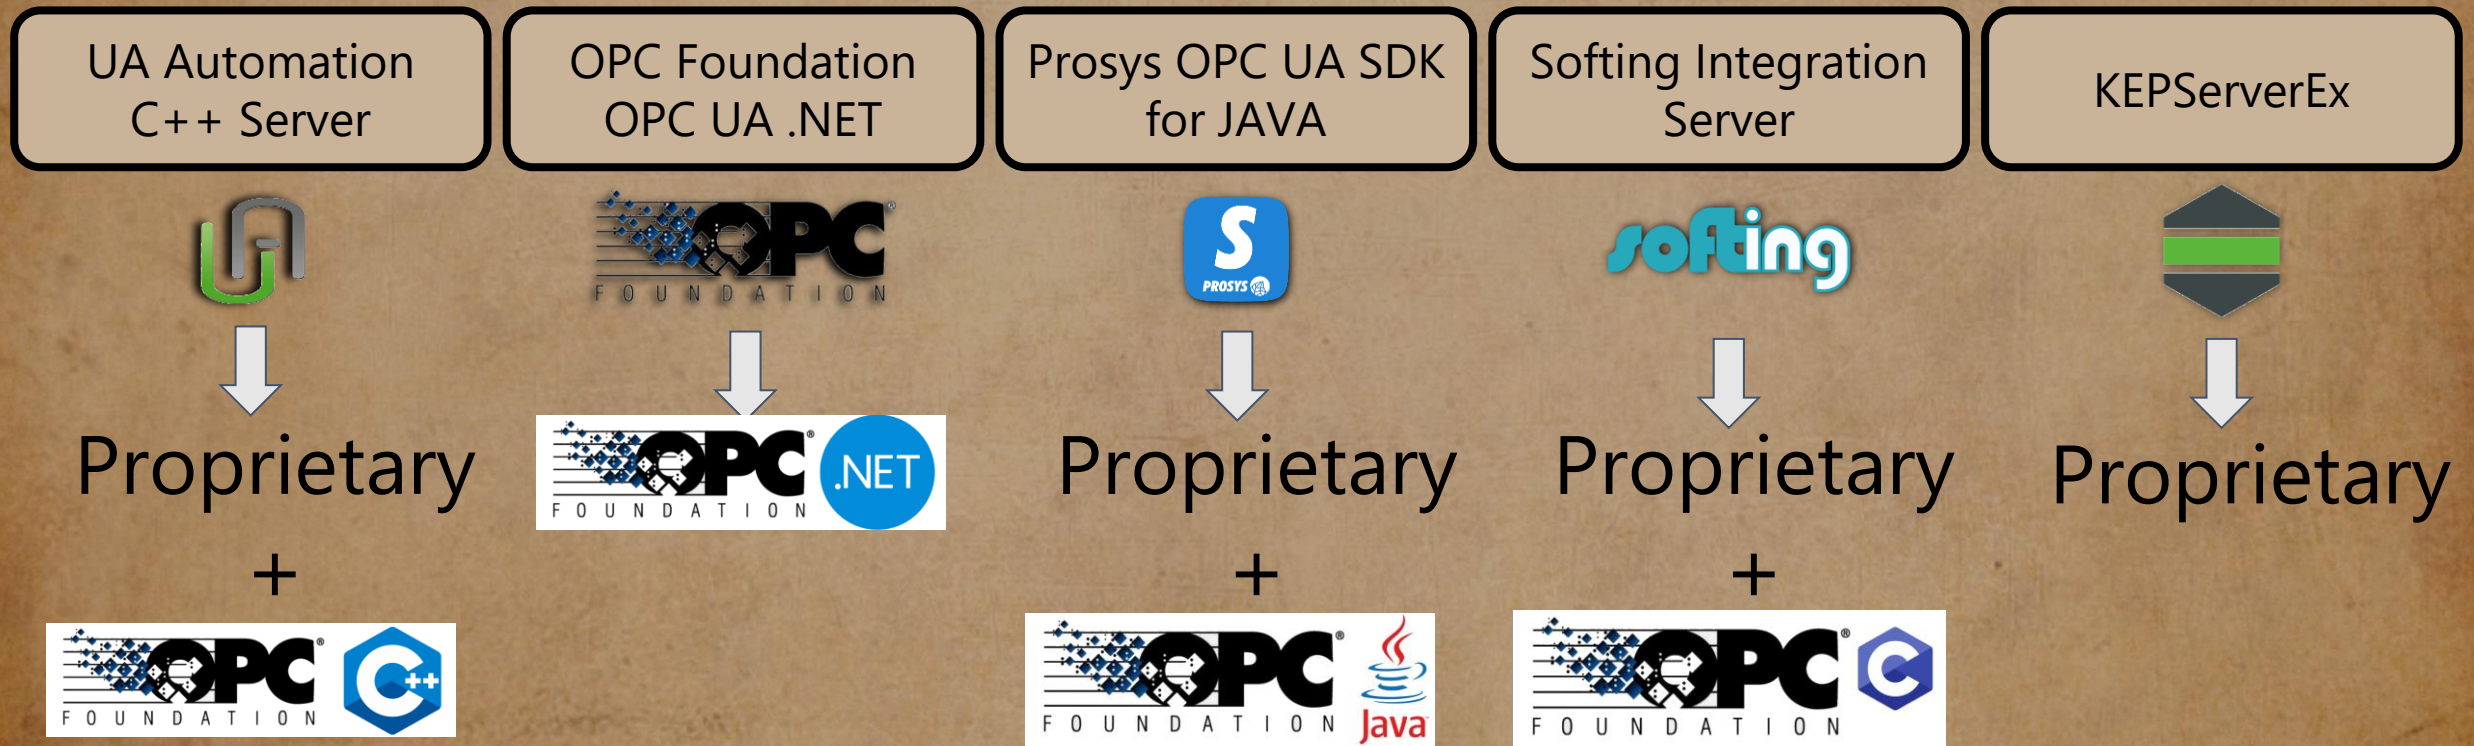 UA Automation
C++ Server
OPC Foundation
OPC UA .NET
Prosys OPC UA SDK
for JAVA
Softing Integration
Server
KEPServerEx
UA
OPC®
FOUNDATION
S
PROSYS
softing
Proprietary
+
OPC®
FOUNDATION
C++
OPC®
FOUNDATION
.NET
Proprietary
+
OPC®
FOUNDATION
Java
Proprietary
+
OPC®
FOUNDATION
C
Proprietary